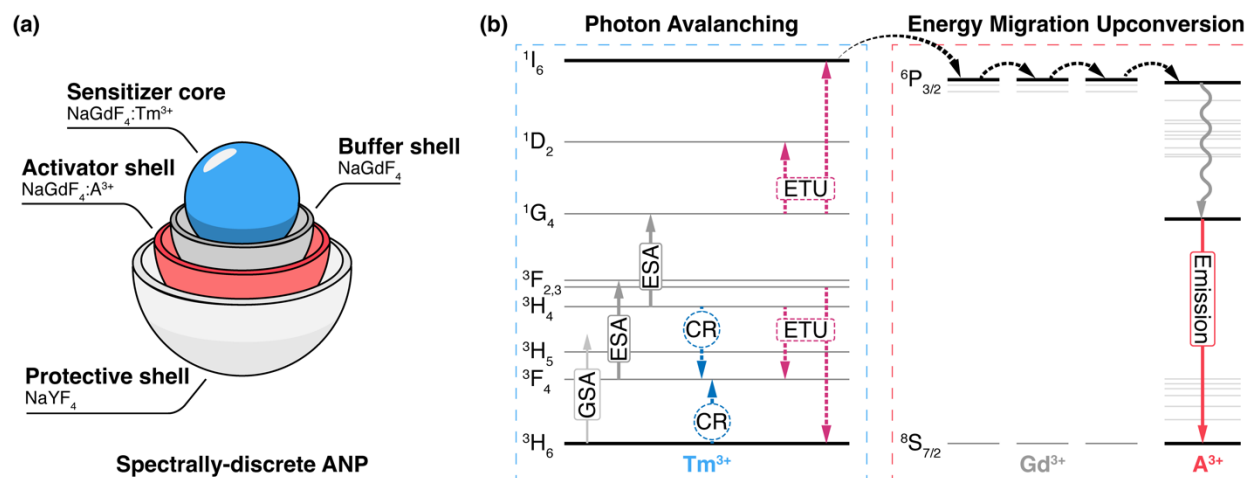 (a)
Sensitizer core
NaGdF₄:Tm³⁺
Activator shell
NaGdF₄:A³⁺
Buffer shell
NaGdF₄
Protective shell
NaYF₄
Spectrally-discrete ANP
(b)
Photon Avalanching
Energy Migration Upconversion
¹I₆
¹D₂
¹G₄
³F₂,₃
³H₄
³H₅
³F₄
³H₆
GSA
ESA
ESA
CR
CR
ETU
ETU
Tm³⁺
⁶P₃/₂
⁸S₇/₂
Emission
Gd³⁺
A³⁺